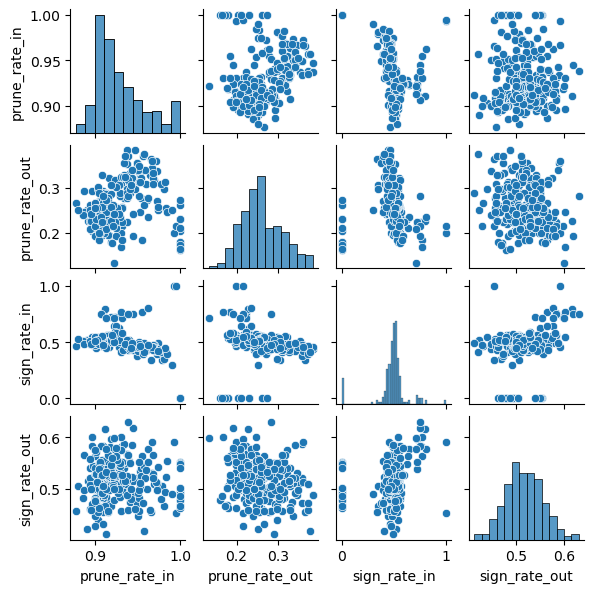 prune_rate_in
1.00
0.95
0.90
prune_rate_out
0.3
0.2
sign_rate_in
1.0
0.5
0.0
sign_rate_out
0.6
0.5
0.9 1.0 0.2 0.3 0 1 0.5 0.6
prune_rate_in prune_rate_out sign_rate_in sign_rate_out